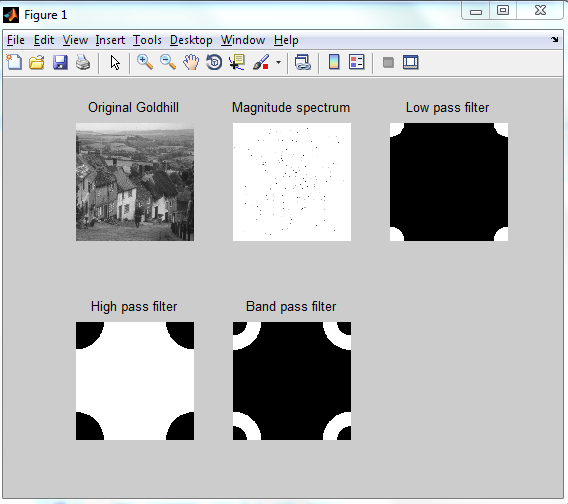 Figure 1
File Edit View Insert Tools Desktop Window Help
Original Goldhill
Magnitude spectrum
Low pass filter
High pass filter
Band pass filter